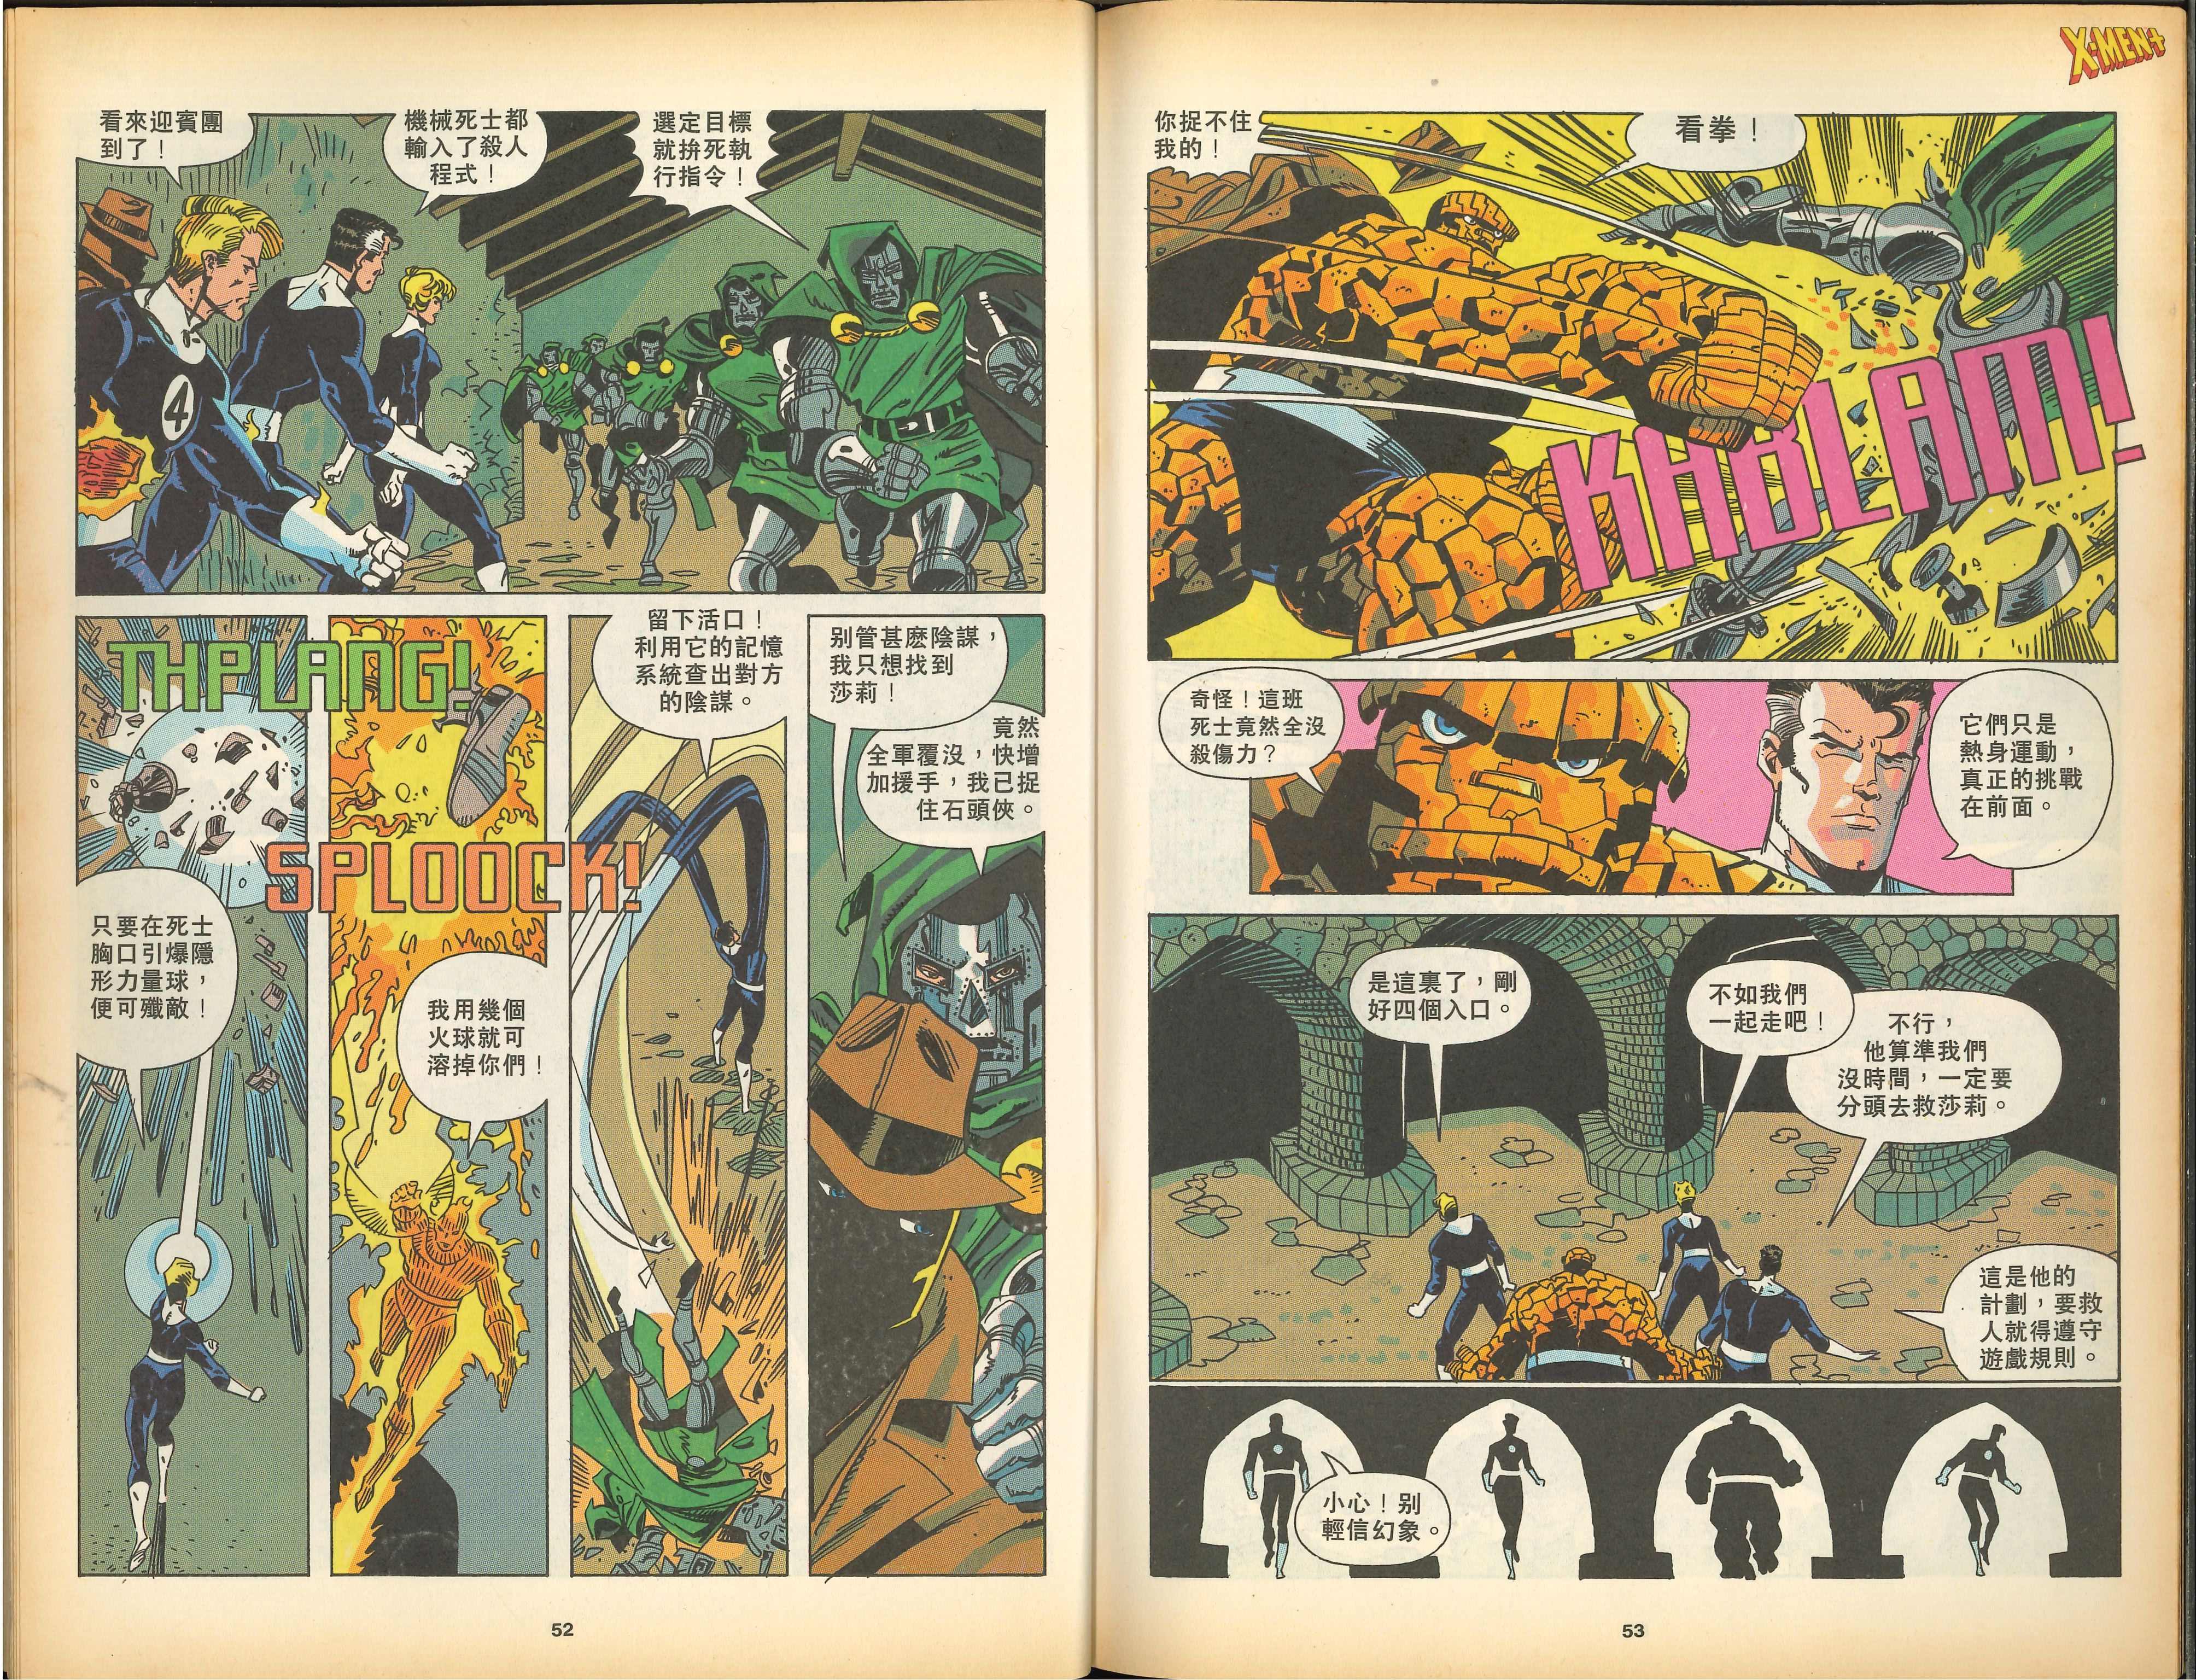 看來迎賓團
到了！
機械死士都
輸入了殺人
程式！
選定目標
就拚死執
行指令！
4
THPLANG!
只要在死士
胸口引爆隱
形力量球，
便可殲敵！
SPLOOCK!
我用幾個
火球就可
溶掉你們！
留下活口！
利用它的記憶
系統查出對方
的陰謀。
別管甚麽陰謀，
我只想找到
莎莉！
竟然
全軍覆沒，快增
加援手，我已捉
住石頭俠。
52
X-MEN+
你捉不住
我的！
看拳！
KABLAM!
奇怪！這班
死士竟然全沒
殺傷力？
它們只是
熱身運動，
真正的挑戰
在前面。
是這裏了，剛
好四個入口。
不如我們
一起走吧！
不行，
他算準我們
沒時間，一定要
分頭去救莎莉。
這是他的
計劃，要救
人就得遵守
遊戲規則。
小心！別
輕信幻象。
53